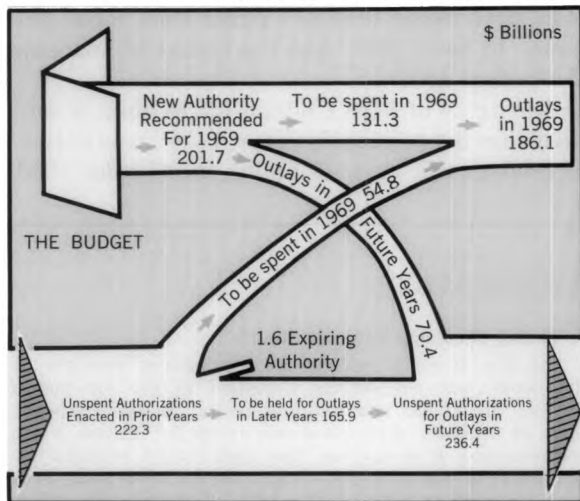 $ Billions
New Authority
Recommended
For 1969
201.7
To be spent in 1969
131.3
Outlays
in 1969
186.1
Outlays in Future Years 70.4
To be spent in 1969 54.8
THE BUDGET
1.6 Expiring
Authority
Unspent Authorizations
Enacted in Prior Years
222.3
To be held for Outlays
in Later Years 165.9
Unspent Authorizations
for Outlays in
Future Years
236.4